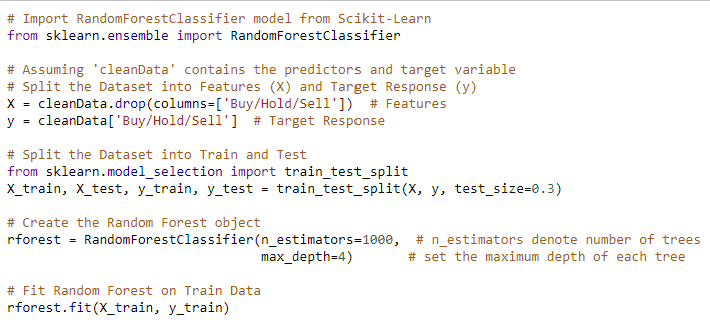 # Import RandomForestClassifier model from Scikit-Learn
from sklearn.ensemble import RandomForestClassifier
# Assuming 'cleanData' contains the predictors and target variable
# Split the Dataset into Features (X) and Target Response (y)
X = cleanData.drop(columns=['Buy/Hold/Sell'])  # Features
y = cleanData['Buy/Hold/Sell']  # Target Response
# Split the Dataset into Train and Test
from sklearn.model_selection import train_test_split
X_train, X_test, y_train, y_test = train_test_split(X, y, test_size=0.3)
# Create the Random Forest object
rforest = RandomForestClassifier(n_estimators=1000,  # n_estimators denote number of trees
                                 max_depth=4)       # set the maximum depth of each tree
# Fit Random Forest on Train Data
rforest.fit(X_train, y_train)